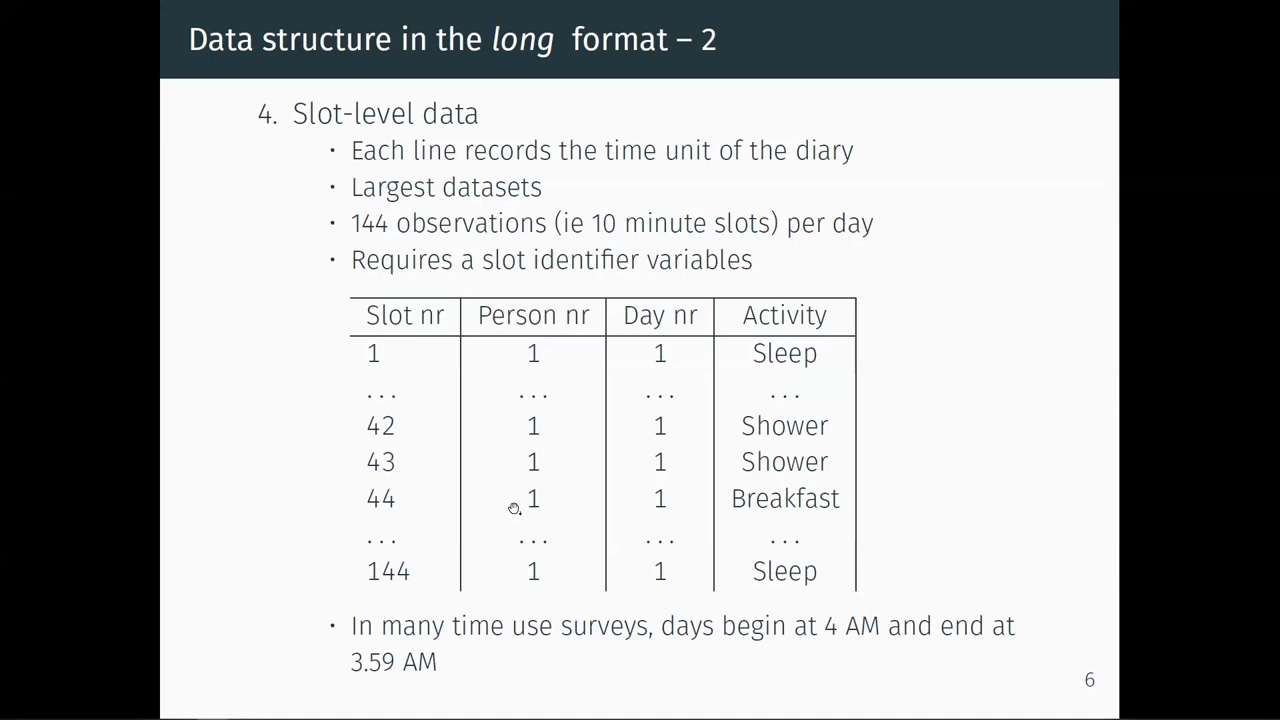 Data structure in the long format – 2
4. Slot-level data
· Each line records the time unit of the diary
· Largest datasets
· 144 observations (ie 10 minute slots) per day
· Requires a slot identifier variables
Slot nr Person nr Day nr Activity
1 1 1 Sleep
... ... ... ...
42 1 1 Shower
43 1 1 Shower
44 1 1 Breakfast
... ... ... ...
144 1 1 Sleep
· In many time use surveys, days begin at 4 AM and end at
3.59 AM
6